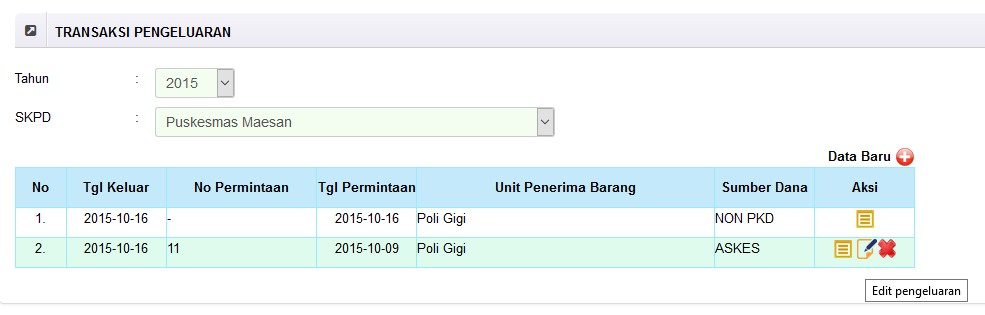 TRANSAKSI PENGELUARAN
Tahun : 2015
SKPD : Puskesmas Maesan
Data Baru
No Tgl Keluar No Permintaan Tgl Permintaan Unit Penerima Barang Sumber Dana Aksi
1. 2015-10-16 - 2015-10-16 Poli Gigi NON PKD
2. 2015-10-16 11 2015-10-09 Poli Gigi ASKES
Edit pengeluaran